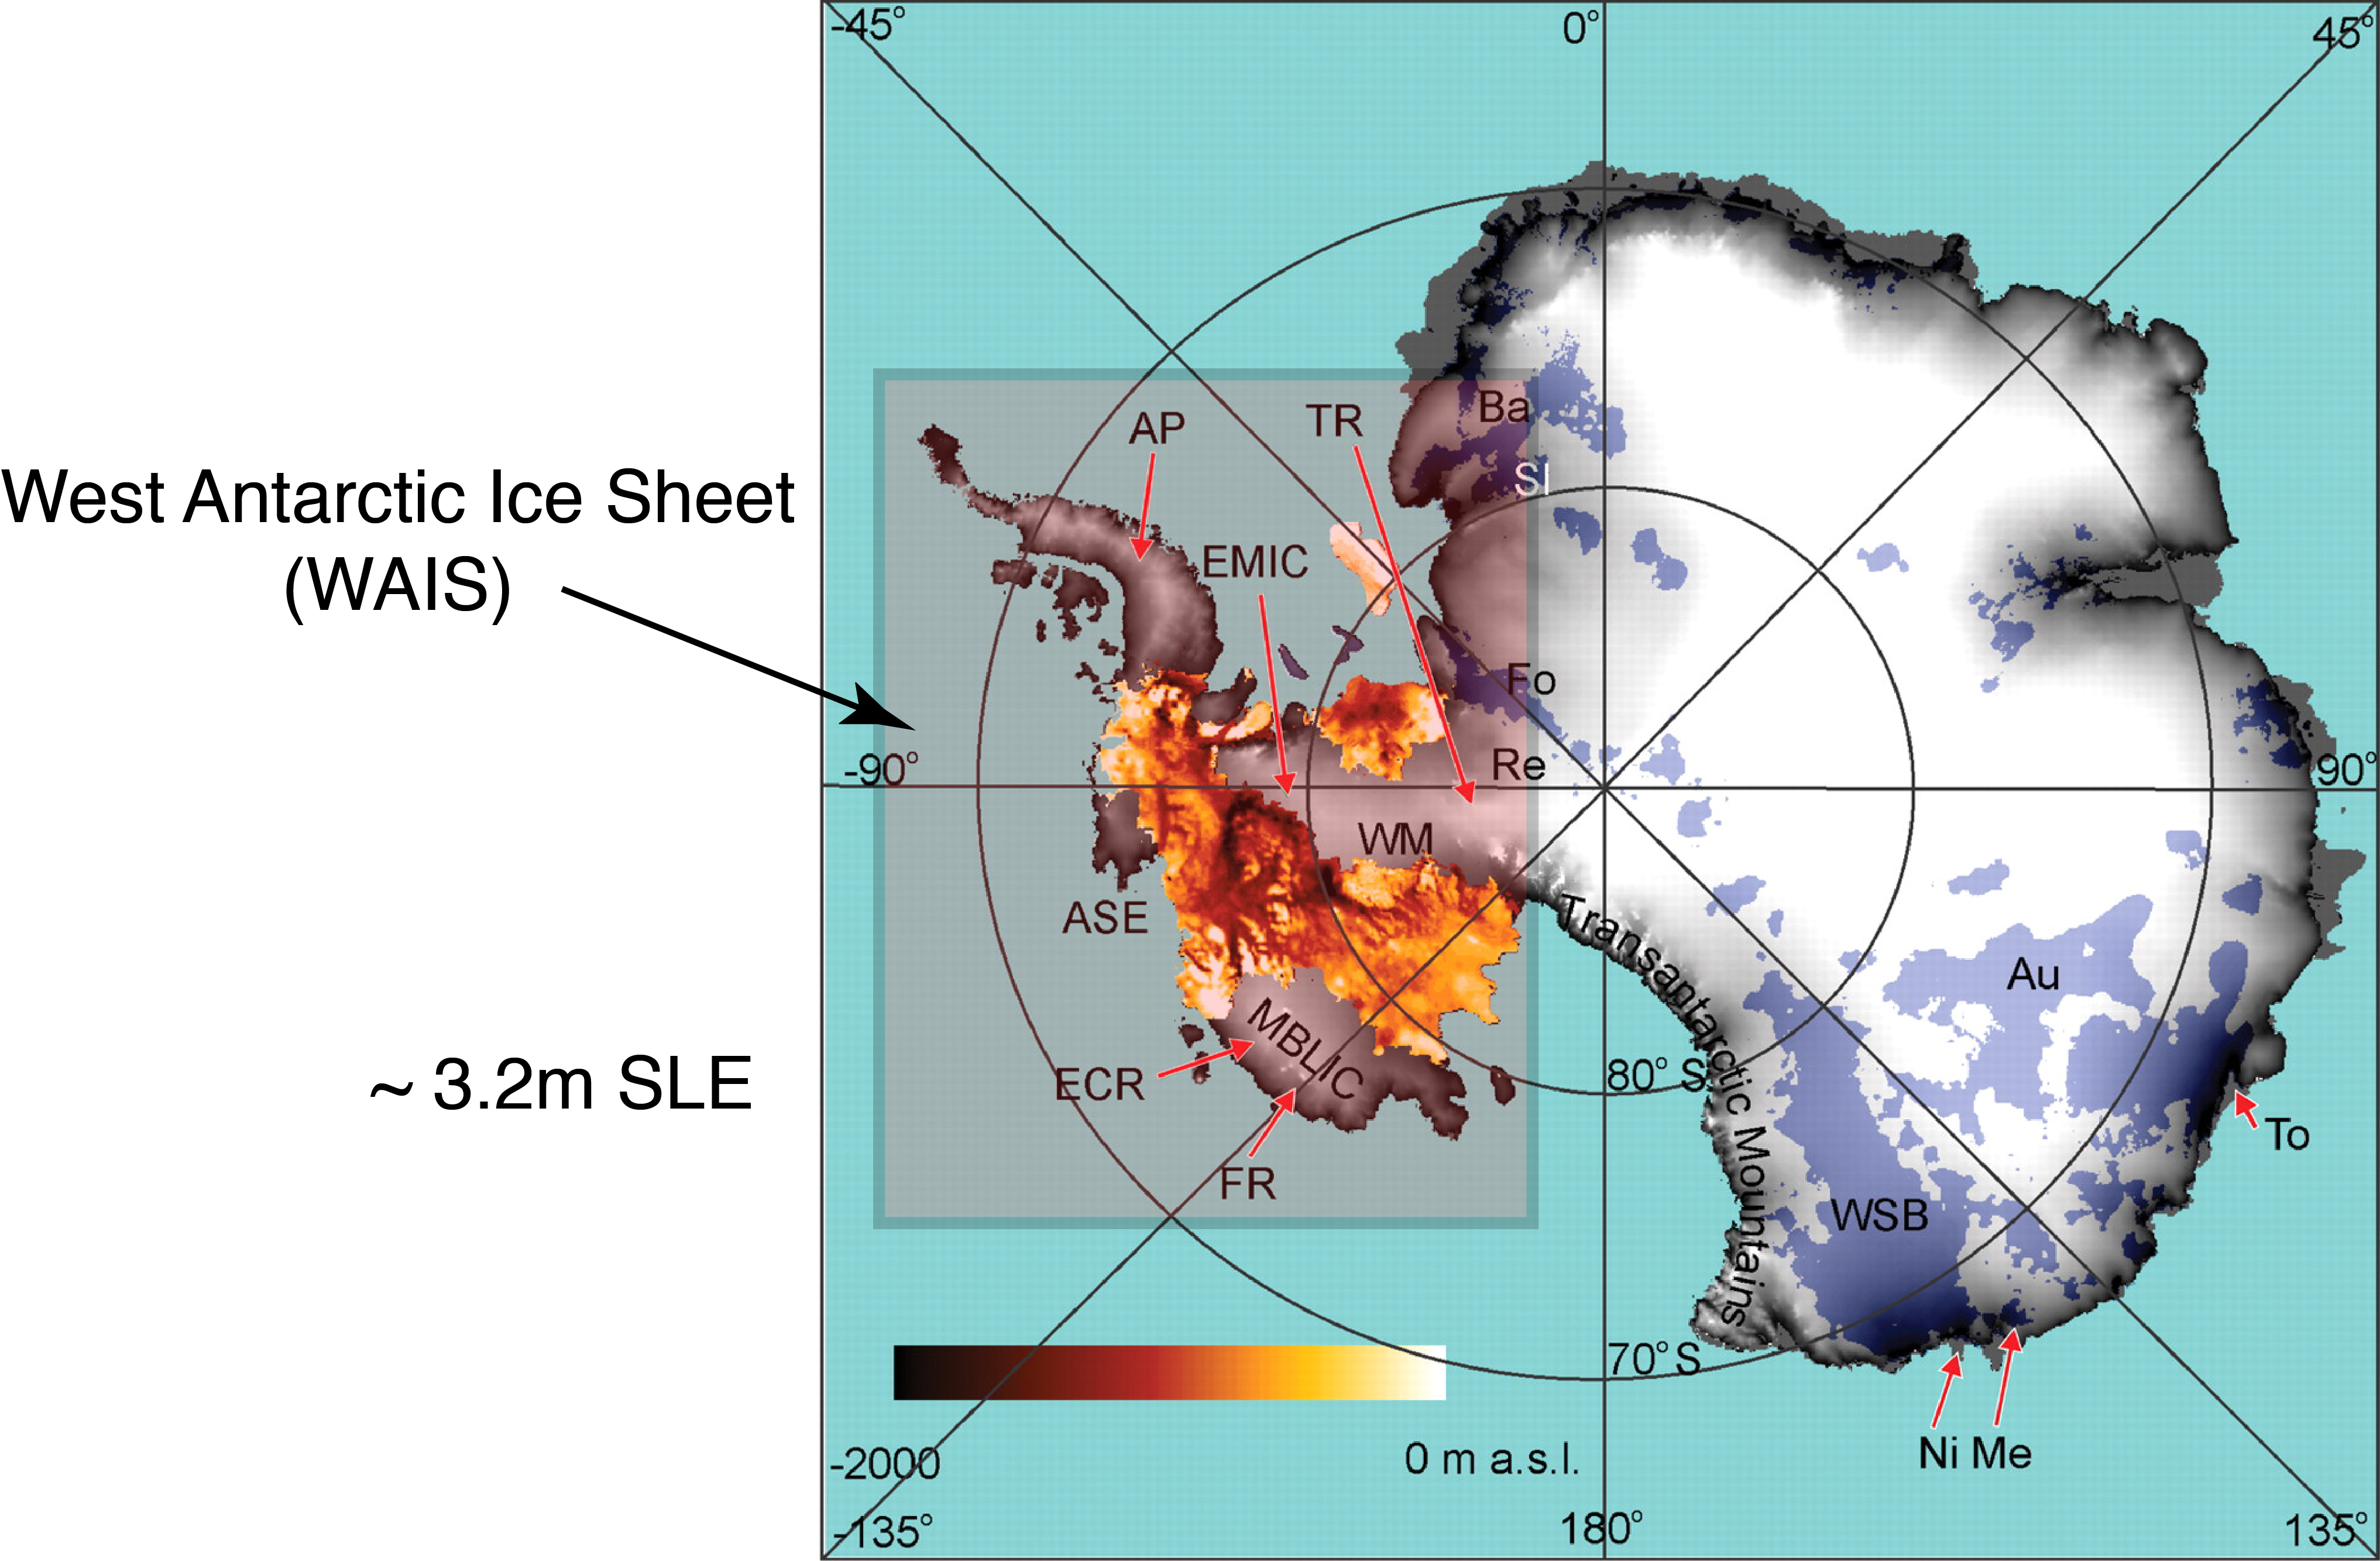 -45°
0°
45°
AP
TR
Ba
Sl
West Antarctic Ice Sheet
(WAIS)
EMIC
Fo
-90°
Re
90°
WM
ASE
Transantarctic Mountains
Au
MBLIC
ECR
80° S
~ 3.2m SLE
To
FR
WSB
70° S
-2000
0 m a.s.l.
Ni Me
-135°
180°
135°